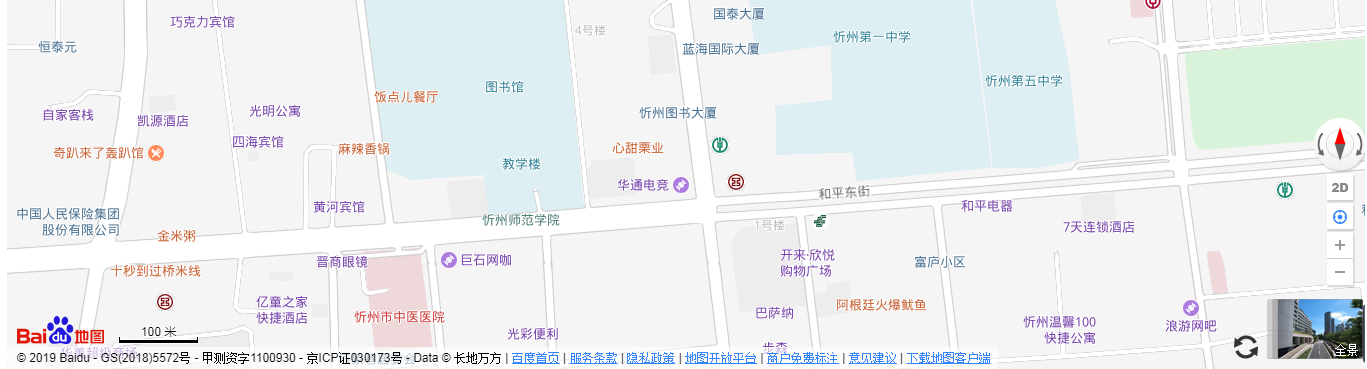 国泰大厦
巧克力宾馆
4号楼
忻州第一中学
恒泰元
蓝海国际大厦
忻州第五中学
图书馆
饭点儿餐厅
光明公寓
忻州图书大厦
自家客栈
凯源酒店
四海宾馆
麻辣香锅
心甜栗业
奇趴来了轰趴馆
教学楼
华通电竞
2D
和平东街
黄河宾馆
和平电器
中国人民保险集团
股份有限公司
忻州师范学院
1号楼
7天连锁酒店
金米粥
开来·欣悦
购物广场
晋商眼镜
巨石网咖
富庐小区
十秒到过桥米线
亿童之家
快捷酒店
阿根廷火爆鱿鱼
巴萨纳
忻州市中医医院
忻州温馨100
快捷公寓
浪游网吧
Bai du 地图
100 米
光彩便利
全景
© 2019 Baidu - GS(2018)5572号 - 甲测资字1100930 - 京ICP证030173号 - Data © 长地万方 | 百度首页 | 服务条款 | 隐私政策 | 地图开放平台 | 商户免费标注 | 意见建议 | 下载地图客户端